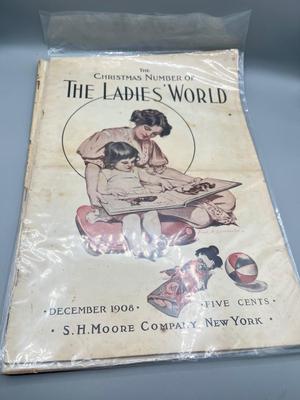 THE
CHRISTMAS NUMBER OF
THE LADIES' WORLD
·DECEMBER 1908· ·FIVE CENTS·
·S.H. MOORE COMPANY, NEW YORK·